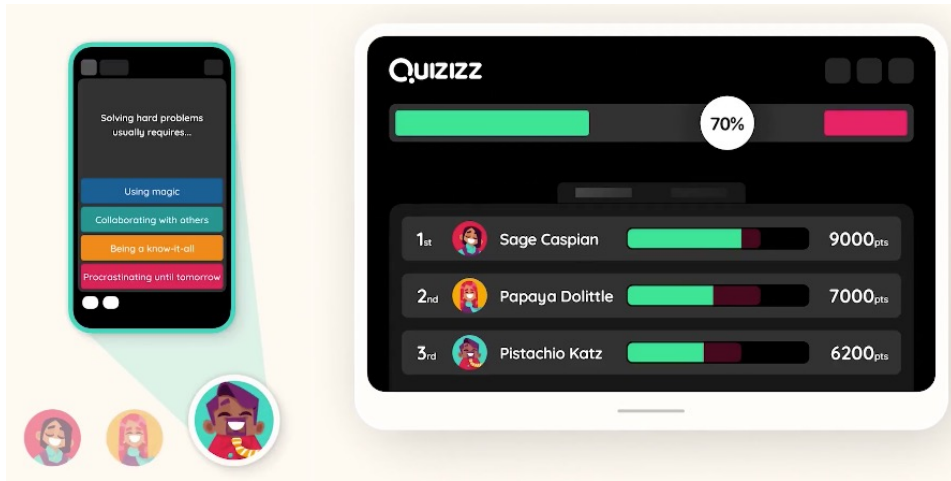 Solving hard problems
usually requires...
Using magic
Collaborating with others
Being a know-it-all
Procrastinating until tomorrow
QUIZIZZ
70%
1st Sage Caspian 9000pts
2nd Papaya Dolittle 7000pts
3rd Pistachio Katz 6200pts